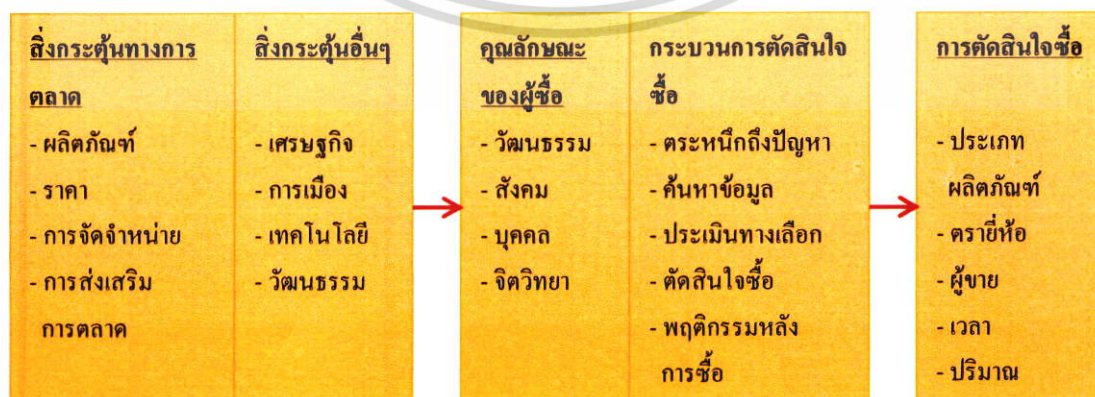 สิ่งกระตุ้นทางการ
ตลาด
- ผลิตภัณฑ์
- ราคา
- การจัดจำหน่าย
- การส่งเสริม
การตลาด
สิ่งกระตุ้นอื่นๆ
- เศรษฐกิจ
- การเมือง
- เทคโนโลยี
- วัฒนธรรม
คุณลักษณะ
ของผู้ซื้อ
- วัฒนธรรม
- สังคม
- บุคคล
- จิตวิทยา
กระบวนการตัดสินใจ
ซื้อ
- ตระหนักถึงปัญหา
- ค้นหาข้อมูล
- ประเมินทางเลือก
- ตัดสินใจซื้อ
- พฤติกรรมหลัง
การซื้อ
การตัดสินใจซื้อ
- ประเภท
ผลิตภัณฑ์
- ตรายี่ห้อ
- ผู้ขาย
- เวลา
- ปริมาณ